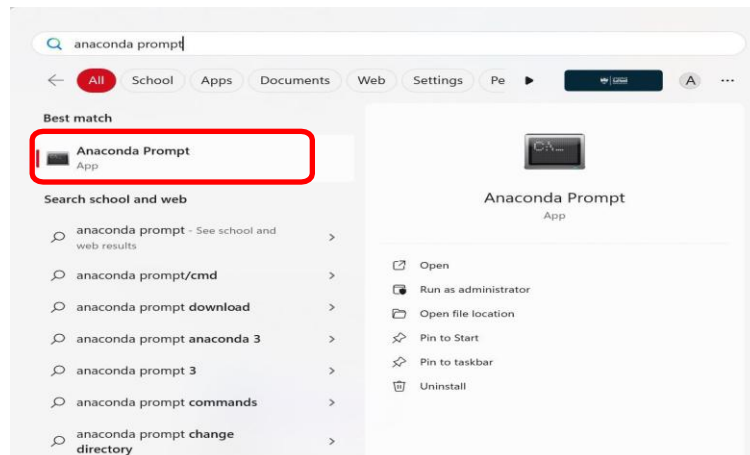 anaconda prompt
All School Apps Documents Web Settings Pe A ...
Best match
Anaconda Prompt
App
Search school and web
anaconda prompt - See school and
web results
anaconda prompt/cmd
anaconda prompt download
anaconda prompt anaconda 3
anaconda prompt 3
anaconda prompt commands
anaconda prompt change
directory
C:\_
Anaconda Prompt
App
Open
Run as administrator
Open file location
Pin to Start
Pin to taskbar
Uninstall